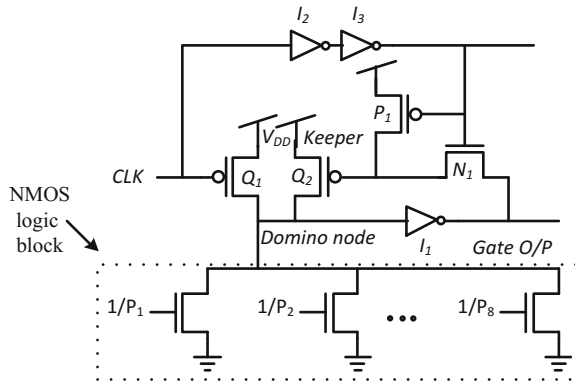 I2 I3
P1
VDD Keeper
CLK Q1 Q2 N1
NMOS
logic
block
Domino node I1 Gate O/P
1/P1 1/P2 1/P8